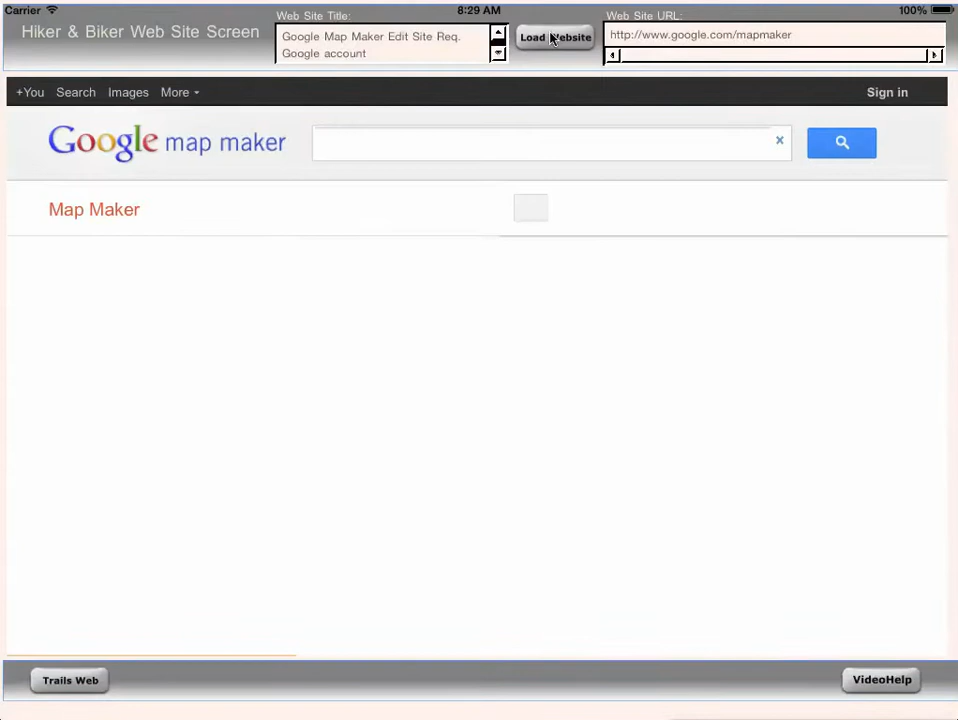 Carrier 8:29 AM 100%
Hiker & Biker Web Site Screen
Web Site Title:
Google Map Maker Edit Site Req.
Google account
Load Website
Web Site URL:
http://www.google.com/mapmaker
+You Search Images More Sign in
Google map maker
Map Maker
Trails Web VideoHelp